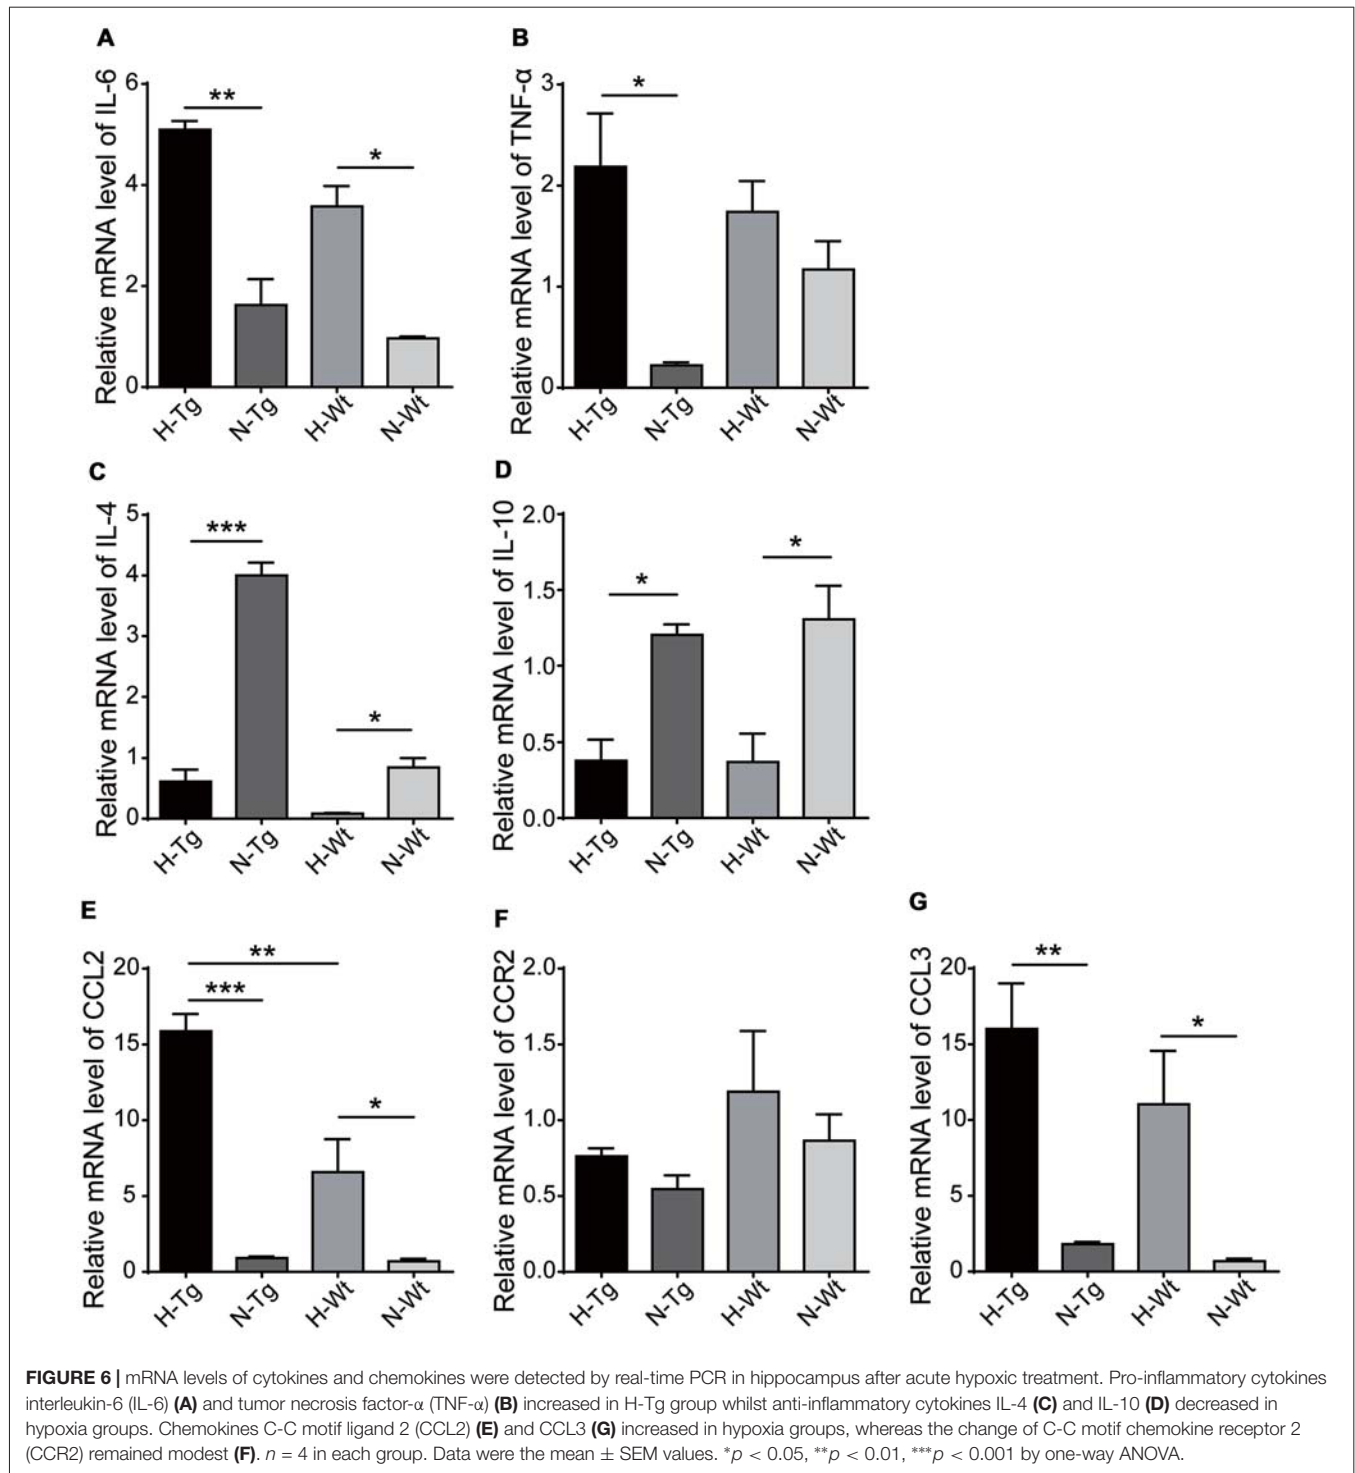 A
Relative mRNA level of IL-6
6
4
2
0
**
*
H-Tg
N-Tg
H-Wt
N-Wt
B
Relative mRNA level of TNF-α
3
2
1
0
*
H-Tg
N-Tg
H-Wt
N-Wt
C
Relative mRNA level of IL-4
5
4
3
2
1
0
***
*
H-Tg
N-Tg
H-Wt
N-Wt
D
Relative mRNA level of IL-10
2.0
1.5
1.0
0.5
0.0
*
*
H-Tg
N-Tg
H-Wt
N-Wt
E
Relative mRNA level of CCL2
20
15
10
5
0
**
***
*
H-Tg
N-Tg
H-Wt
N-Wt
F
Relative mRNA level of CCR2
2.0
1.5
1.0
0.5
0.0
H-Tg
N-Tg
H-Wt
N-Wt
G
Relative mRNA level of CCL3
20
15
10
5
0
**
*
H-Tg
N-Tg
H-Wt
N-Wt
FIGURE 6 | mRNA levels of cytokines and chemokines were detected by real-time PCR in hippocampus after acute hypoxic treatment. Pro-inflammatory cytokines
interleukin-6 (IL-6) (A) and tumor necrosis factor-α (TNF-α) (B) increased in H-Tg group whilst anti-inflammatory cytokines IL-4 (C) and IL-10 (D) decreased in
hypoxia groups. Chemokines C-C motif ligand 2 (CCL2) (E) and CCL3 (G) increased in hypoxia groups, whereas the change of C-C motif chemokine receptor 2
(CCR2) remained modest (F). n = 4 in each group. Data were the mean ± SEM values. *p < 0.05, **p < 0.01, ***p < 0.001 by one-way ANOVA.